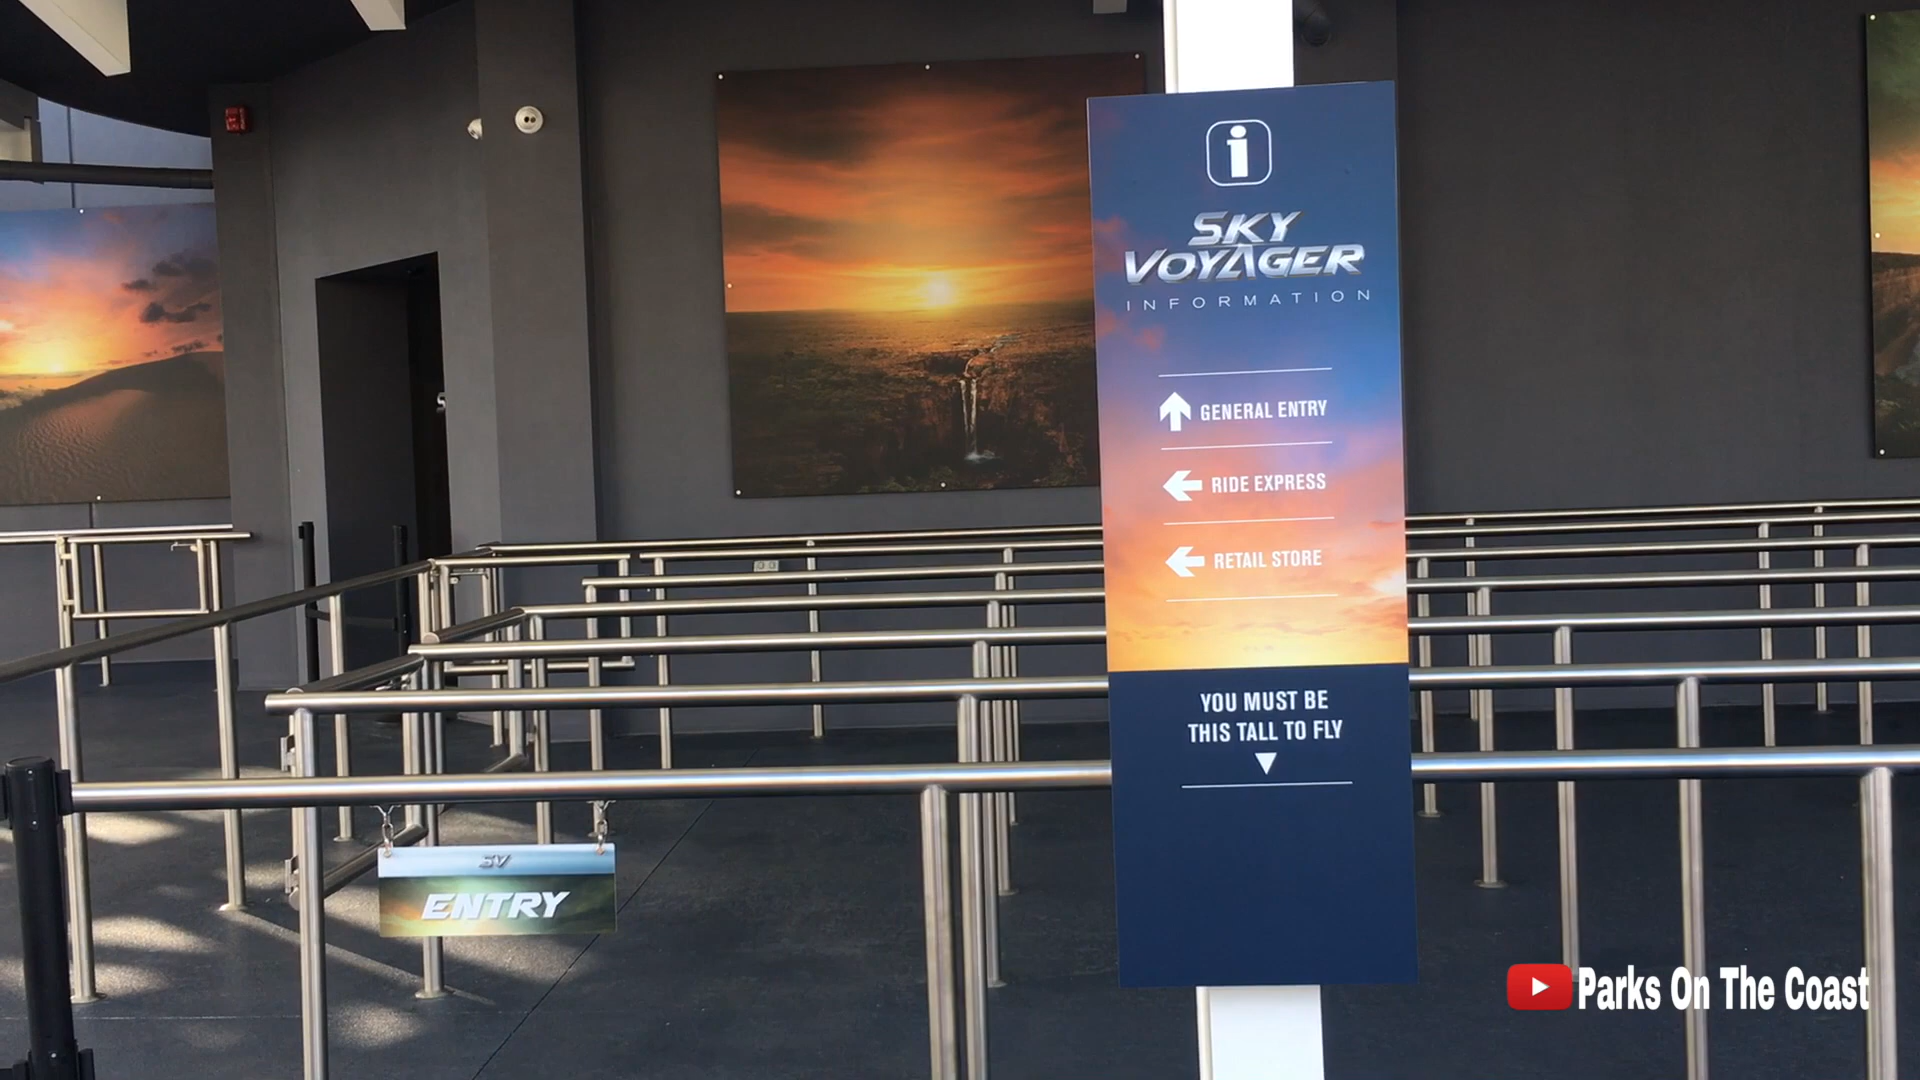 i
SKY
VOYAGER
INFORMATION
GENERAL ENTRY
RIDE EXPRESS
RETAIL STORE
YOU MUST BE
THIS TALL TO FLY
SV
ENTRY
Parks On The Coast